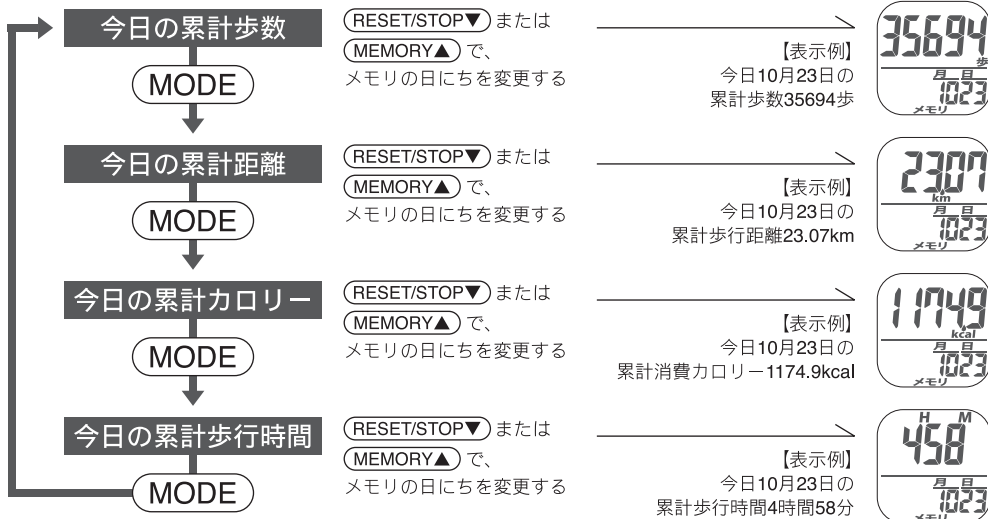 今日の累計歩数
MODE
RESET/STOP▼ または
MEMORY▲ で、
メモリの日にちを変更する
【表示例】
今日10月23日の
累計歩数35694歩
35694
歩
月 日
1023
メモリ
今日の累計距離
MODE
RESET/STOP▼ または
MEMORY▲ で、
メモリの日にちを変更する
【表示例】
今日10月23日の
累計歩行距離23.07km
23.07
km
月 日
1023
メモリ
今日の累計カロリー
MODE
RESET/STOP▼ または
MEMORY▲ で、
メモリの日にちを変更する
【表示例】
今日10月23日の
累計消費カロリー1174.9kcal
1174.9
kcal
月 日
1023
メモリ
今日の累計歩行時間
MODE
RESET/STOP▼ または
MEMORY▲ で、
メモリの日にちを変更する
【表示例】
今日10月23日の
累計歩行時間4時間58分
H M
458
月 日
1023
メモリ